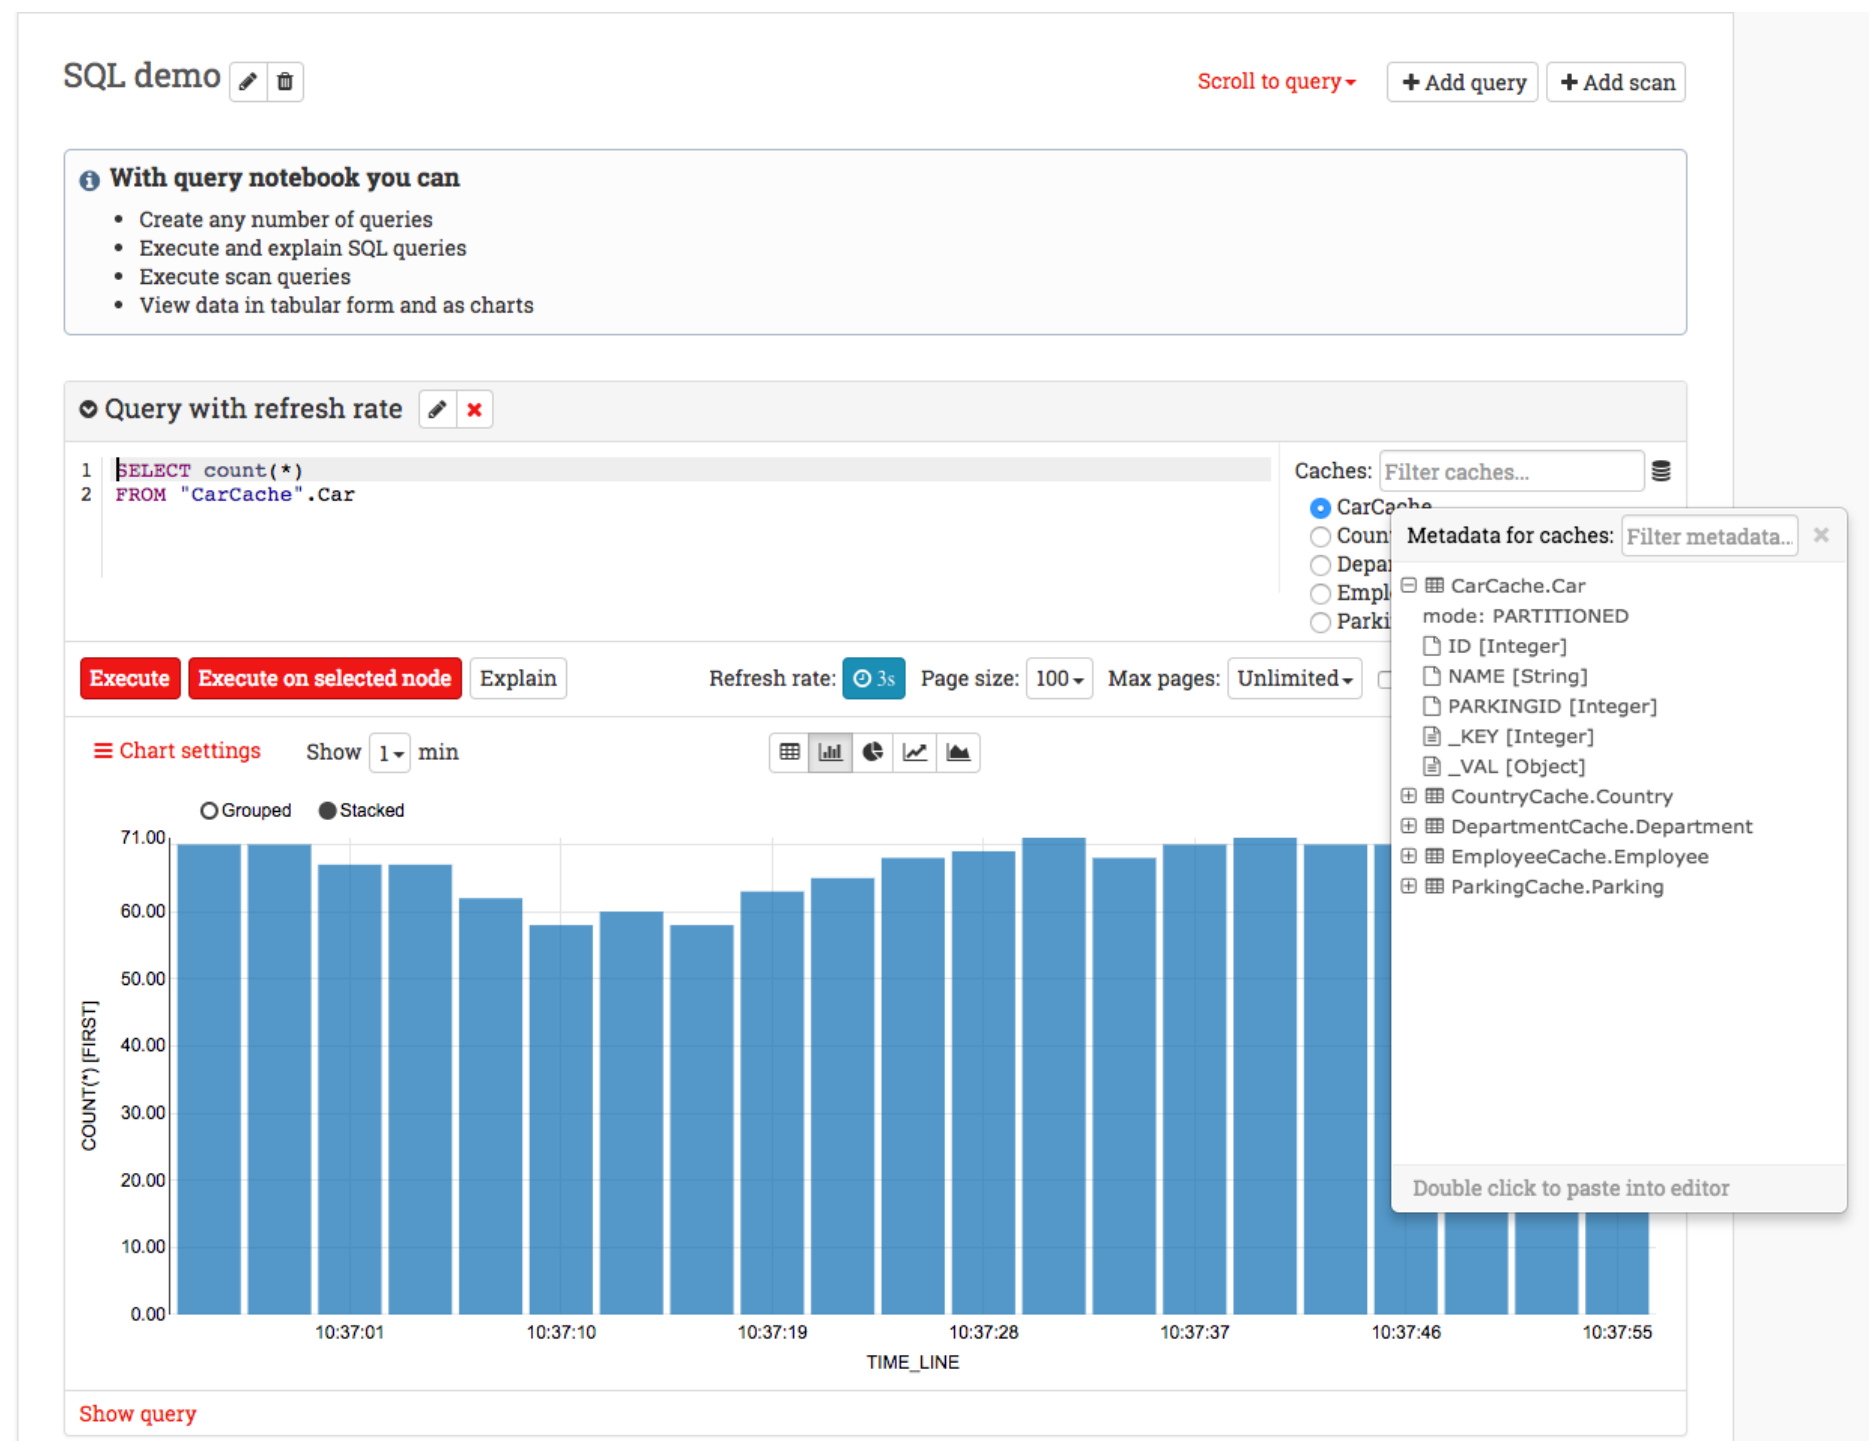 SQL demo
Scroll to query
Add query
Add scan
With query notebook you can
Create any number of queries
Execute and explain SQL queries
Execute scan queries
View data in tabular form and as charts
Query with refresh rate
1 SELECT count(*)
2 FROM "CarCache".Car
Caches: Filter caches...
CarCache
Coun
Depar
Empl
Parki
Metadata for caches: Filter metadata...
CarCache.Car
mode: PARTITIONED
ID [Integer]
NAME [String]
PARKINGID [Integer]
_KEY [Integer]
_VAL [Object]
CountryCache.Country
DepartmentCache.Department
EmployeeCache.Employee
ParkingCache.Parking
Double click to paste into editor
Execute
Execute on selected node
Explain
Refresh rate: 3s
Page size: 100
Max pages: Unlimited
Chart settings
Show 1 min
Grouped
Stacked
71.00
60.00
50.00
40.00
30.00
20.00
10.00
0.00
COUNT(*) [FIRST]
10:37:01
10:37:10
10:37:19
10:37:28
10:37:37
10:37:46
10:37:55
TIME_LINE
Show query